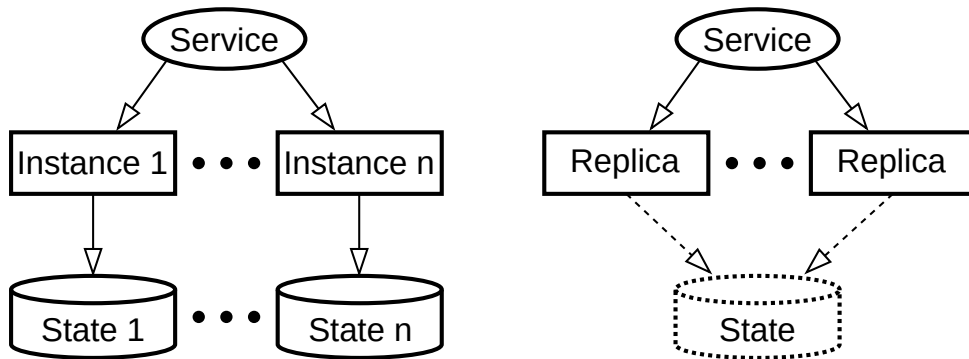 Service
Service
Instance 1
Instance n
Replica
Replica
State 1
State n
State